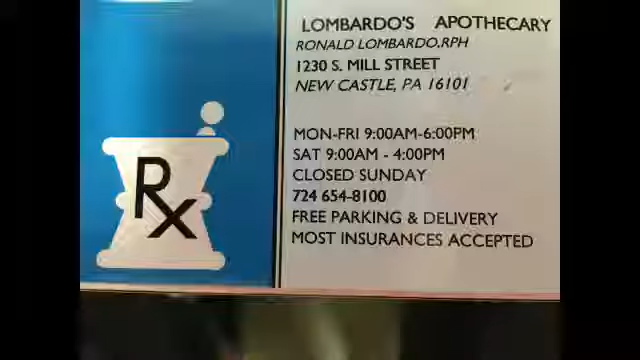 LOMBARDO'S APOTHECARY
RONALD LOMBARDO.RPH
1230 S. MILL STREET
NEW CASTLE, PA 16101
MON-FRI 9:00AM-6:00PM
SAT 9:00AM - 4:00PM
CLOSED SUNDAY
724 654-8100
FREE PARKING & DELIVERY
MOST INSURANCES ACCEPTED
Rx